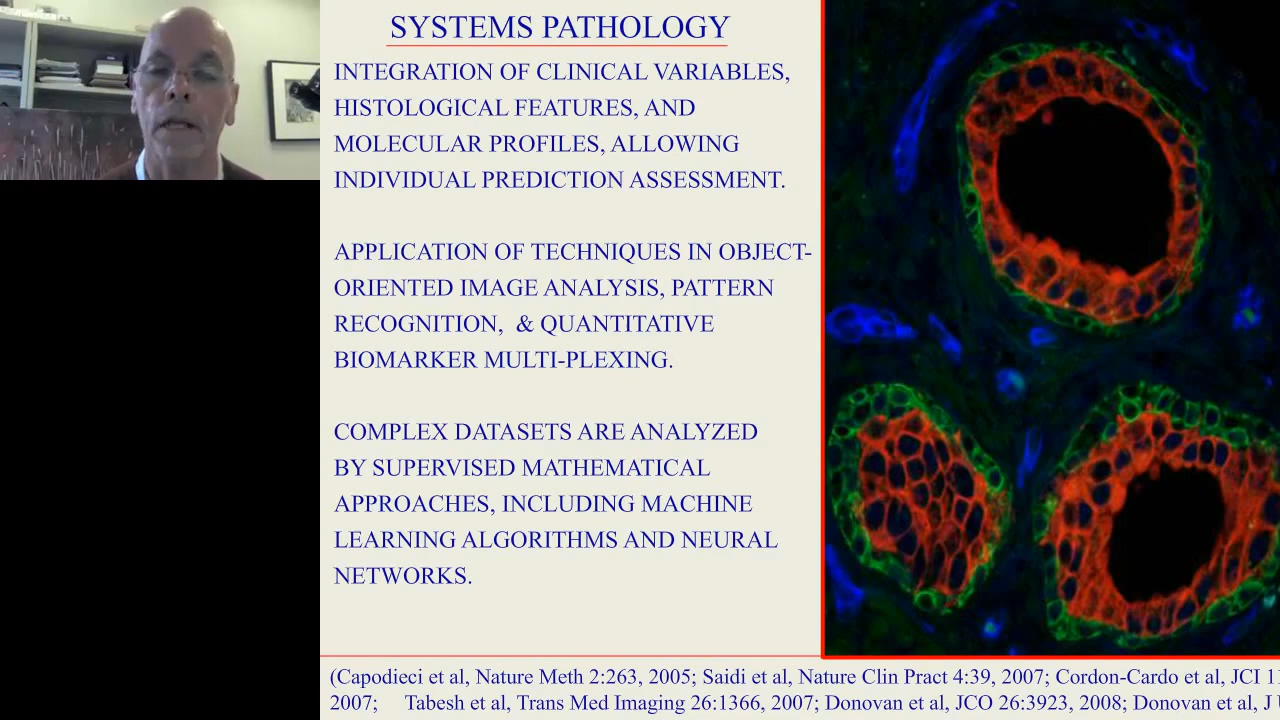 SYSTEMS PATHOLOGY
INTEGRATION OF CLINICAL VARIABLES,
HISTOLOGICAL FEATURES, AND
MOLECULAR PROFILES, ALLOWING
INDIVIDUAL PREDICTION ASSESSMENT.
APPLICATION OF TECHNIQUES IN OBJECT-
ORIENTED IMAGE ANALYSIS, PATTERN
RECOGNITION, & QUANTITATIVE
BIOMARKER MULTI-PLEXING.
COMPLEX DATASETS ARE ANALYZED
BY SUPERVISED MATHEMATICAL
APPROACHES, INCLUDING MACHINE
LEARNING ALGORITHMS AND NEURAL
NETWORKS.
(Capodieci et al, Nature Meth 2:263, 2005; Saidi et al, Nature Clin Pract 4:39, 2007; Cordon-Cardo et al, JCI
2007; Tabesh et al, Trans Med Imaging 26:1366, 2007; Donovan et al, JCO 26:3923, 2008; Donovan et al, J